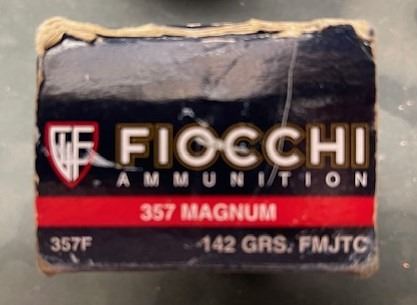 FIOCCHI
AMMUNITION
357 MAGNUM
357F 142 GRS. FMJTC